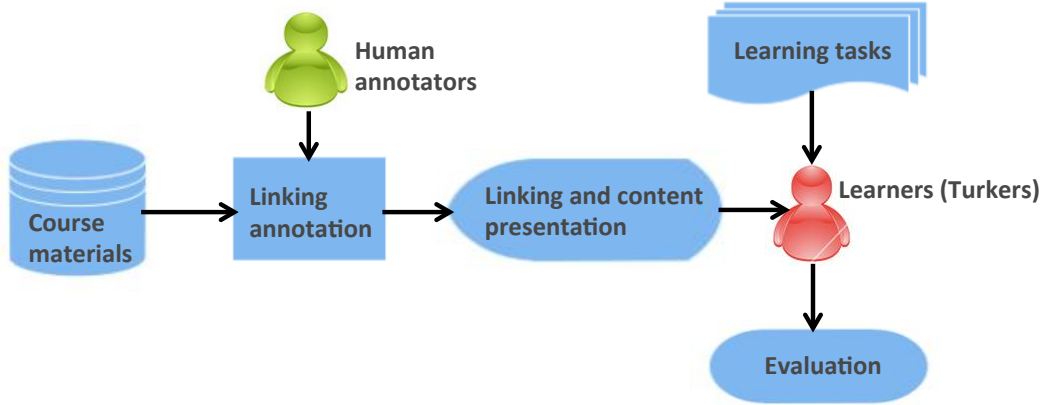 Human
annotators
Learning tasks
Course
materials
Linking
annotation
Linking and content
presentation
Learners (Turkers)
Evaluation